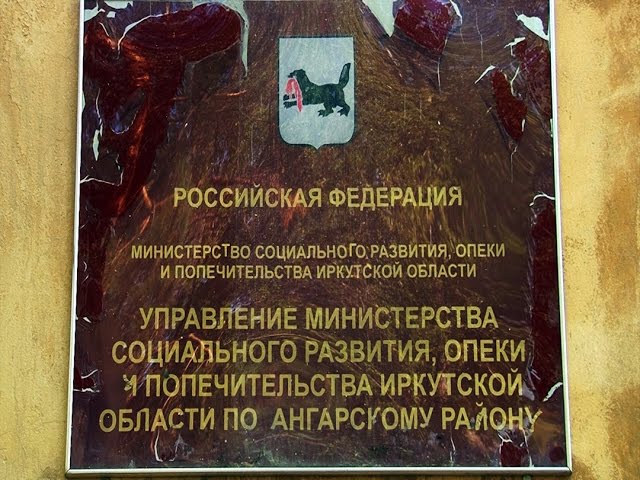 РОССИЙСКАЯ ФЕДЕРАЦИЯ
МИНИСТЕРСТВО СОЦИАЛЬНОГО РАЗВИТИЯ, ОПЕКИ
И ПОПЕЧИТЕЛЬСТВА ИРКУТСКОЙ ОБЛАСТИ
УПРАВЛЕНИЕ МИНИСТЕРСТВА
СОЦИАЛЬНОГО РАЗВИТИЯ, ОПЕКИ
И ПОПЕЧИТЕЛЬСТВА ИРКУТСКОЙ
ОБЛАСТИ ПО АНГАРСКОМУ РАЙОНУ